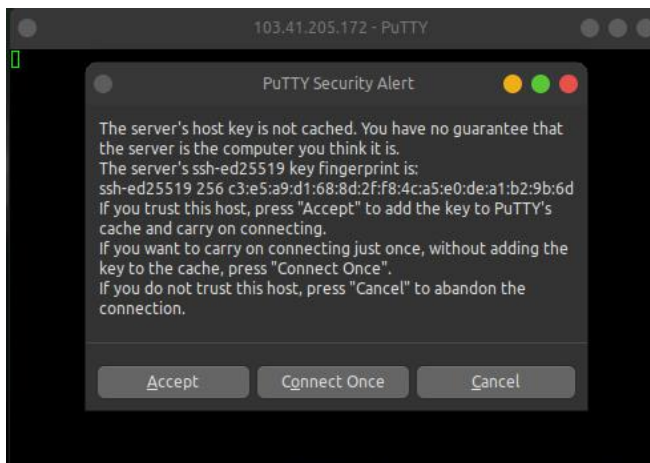 103.41.205.172 - PuTTY
PuTTY Security Alert
The server's host key is not cached. You have no guarantee that
the server is the computer you think it is.
The server's ssh-ed25519 key fingerprint is:
ssh-ed25519 256 c3:e5:a9:d1:68:8d:2f:f8:4c:a5:e0:de:a1:b2:9b:6d
If you trust this host, press "Accept" to add the key to PuTTY's
cache and carry on connecting.
If you want to carry on connecting just once, without adding the
key to the cache, press "Connect Once".
If you do not trust this host, press "Cancel" to abandon the
connection.
Accept Connect Once Cancel